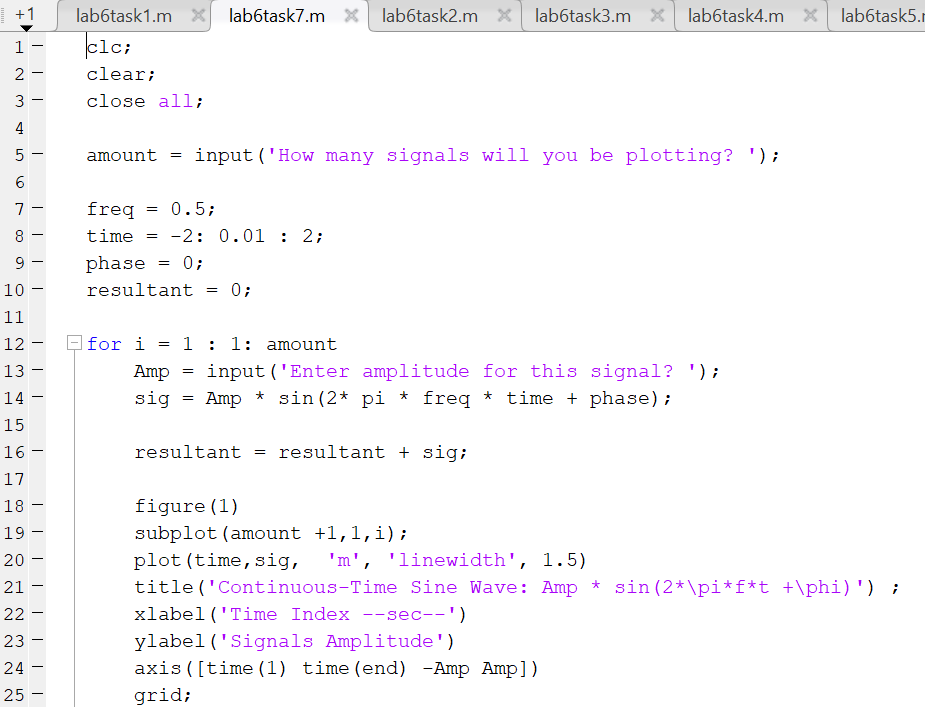 +1 lab6task1.m lab6task7.m lab6task2.m lab6task3.m lab6task4.m lab6task5.
1 clc;
2 clear;
3 close all;
4
5 amount = input('How many signals will you be plotting? ');
6
7 freq = 0.5;
8 time = -2: 0.01 : 2;
9 phase = 0;
10 resultant = 0;
11
12 for i = 1 : 1: amount
13 Amp = input('Enter amplitude for this signal? ');
14 sig = Amp * sin(2* pi * freq * time + phase);
15
16 resultant = resultant + sig;
17
18 figure(1)
19 subplot(amount +1,1,i);
20 plot(time,sig,  'm', 'linewidth', 1.5)
21 title('Continuous-Time Sine Wave: Amp * sin(2*\pi*f*t +\phi)') ;
22 xlabel('Time Index --sec--')
23 ylabel('Signals Amplitude')
24 axis([time(1) time(end) -Amp Amp])
25 grid;